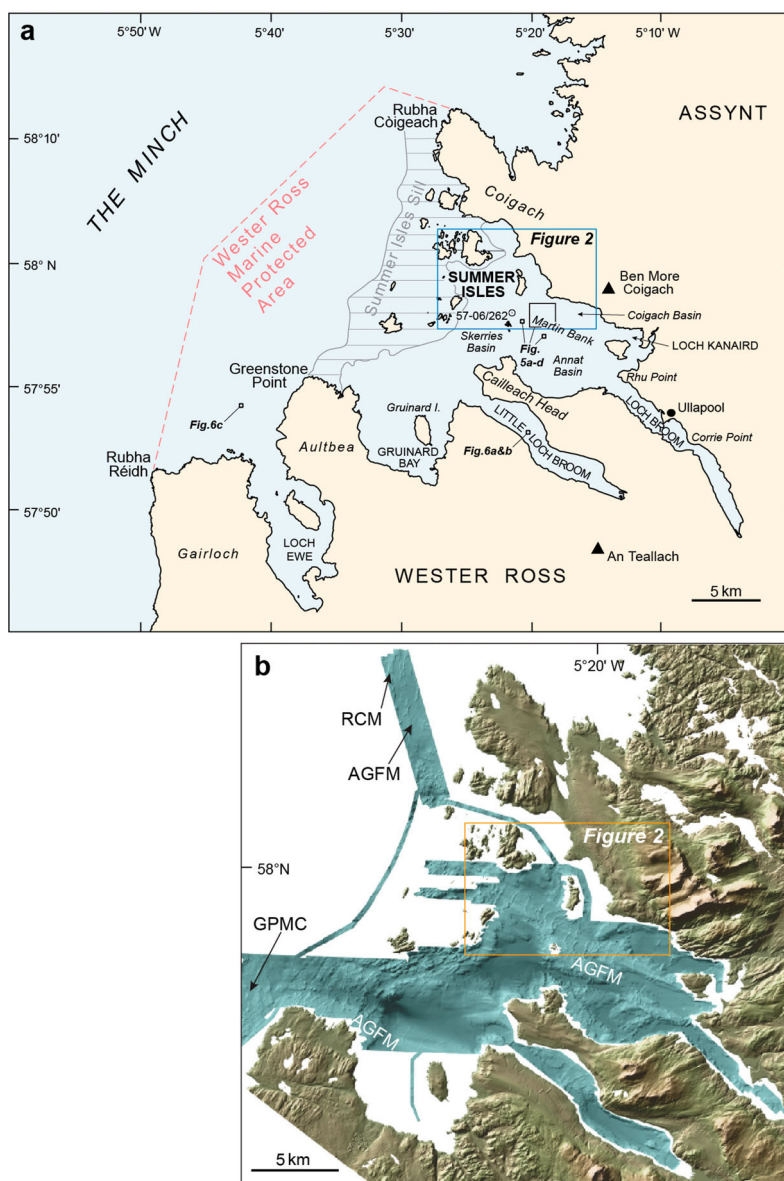 a
5°50' W
5°40'
5°30'
5°20'
5°10'
58°10'
58° N
57°55'
57°50'
THE MINCH
Rubha
Còigeach
ASSYNT
Wester Ross
Marine
Protected
Area
Summer Isles Sill
Coigach
Figure 2
SUMMER
ISLES
Ben More
Coigach
57-06/262
Martin Bank
Coigach Basin
Skerries
Basin
Fig.
5a-d
Annat
Basin
LOCH KANAIRD
Greenstone
Point
Cailleach Head
Rhu Point
Ullapool
Fig.6c
Gruinard I.
LITTLE LOCH BROOM
LOCH BROOM
Corrie Point
Rubha
Réidh
Aultbea
GRUINARD
BAY
Fig.6a&b
LOCH
EWE
Gairloch
An Teallach
WESTER ROSS
5 km
b
5°20' W
RCM
AGFM
Figure 2
58°N
GPMC
AGFM
AGFM
5 km